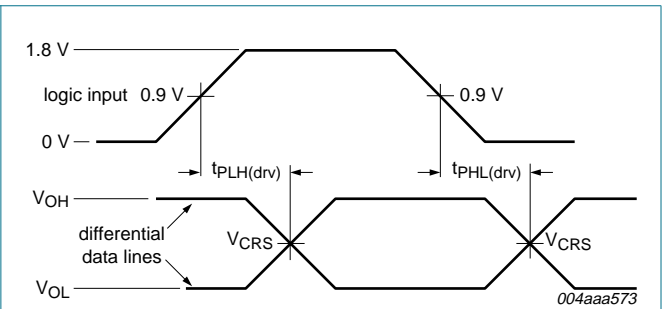 1.8 V
logic input 0.9 V
0.9 V
0 V
tPLH(drv)
tPHL(drv)
VOH
differential
data lines
VCRS
VCRS
VOL
004aaa573